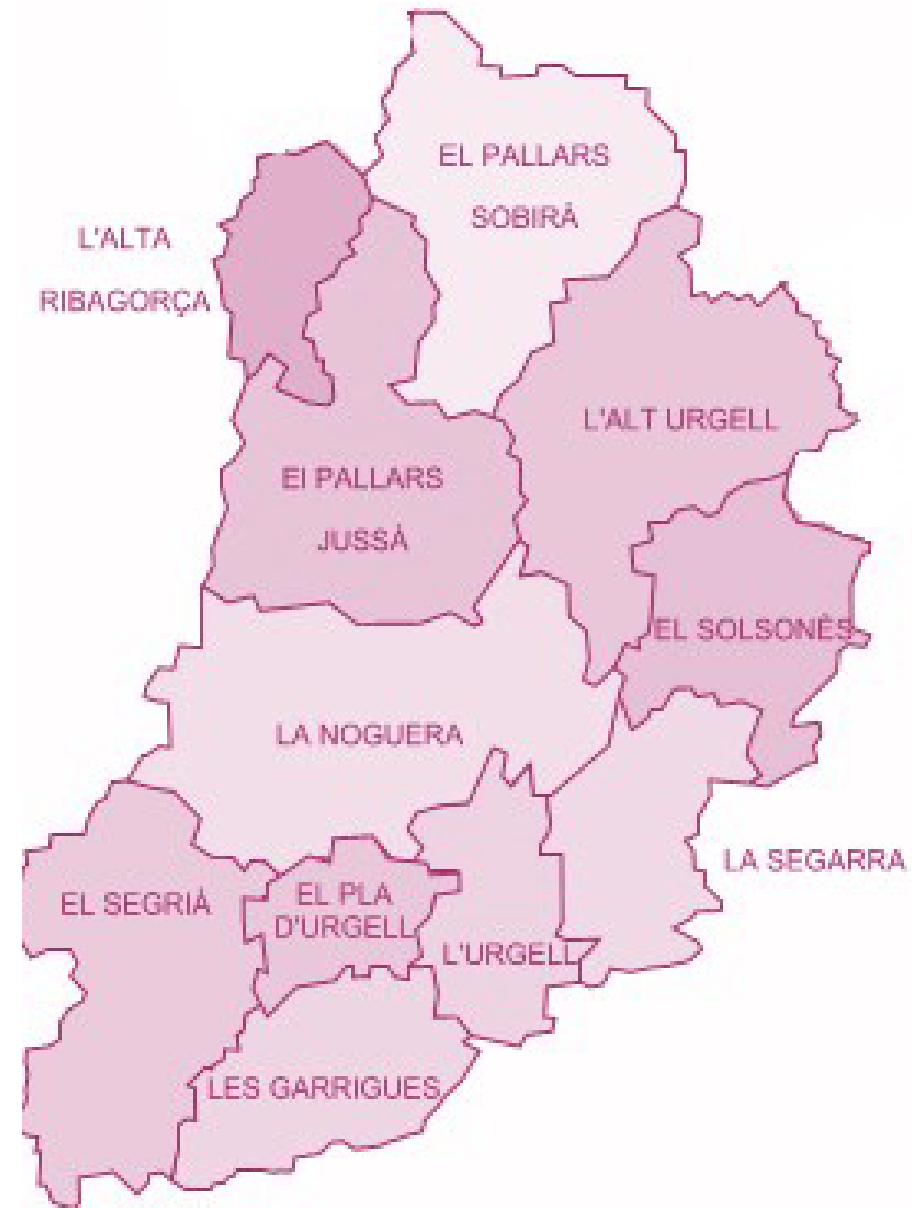 EL PALLARS
SOBIRÀ
L'ALTA
RIBAGORÇA
L'ALT URGELL
El PALLARS
JUSSÀ
EL SOLSONÈS
LA NOGUERA
LA SEGARRA
EL SEGRIÀ
EL PLA
D'URGELL
L'URGELL
LES GARRIGUES